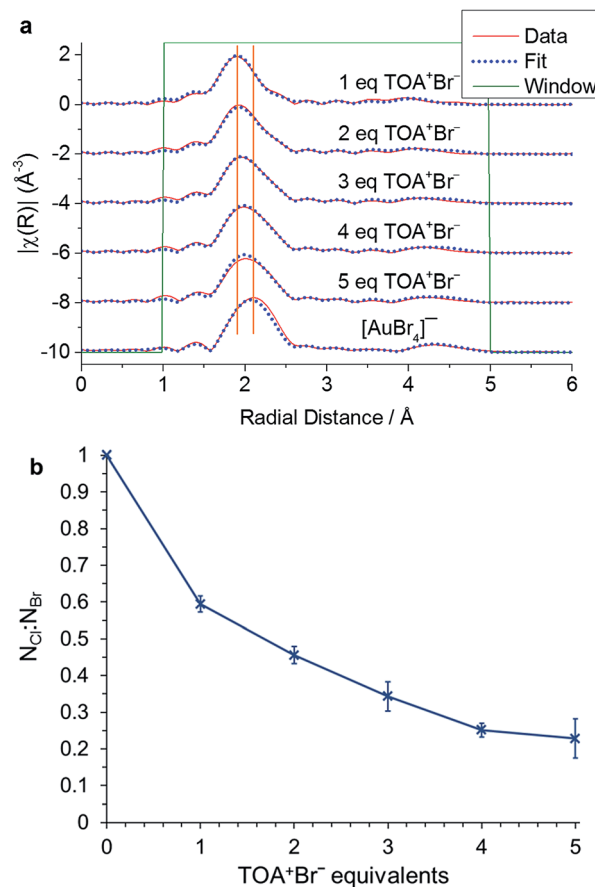 a
Data
Fit
Window
1 eq TOA⁺Br⁻
2 eq TOA⁺Br⁻
3 eq TOA⁺Br⁻
4 eq TOA⁺Br⁻
5 eq TOA⁺Br⁻
[AuBr₄]⁻
|χ(R)| (Å⁻³)
2
0
-2
-4
-6
-8
-10
0 1 2 3 4 5 6
Radial Distance / Å
b
N_Cl:N_Br
1
0.9
0.8
0.7
0.6
0.5
0.4
0.3
0.2
0.1
0
0 1 2 3 4 5
TOA⁺Br⁻ equivalents